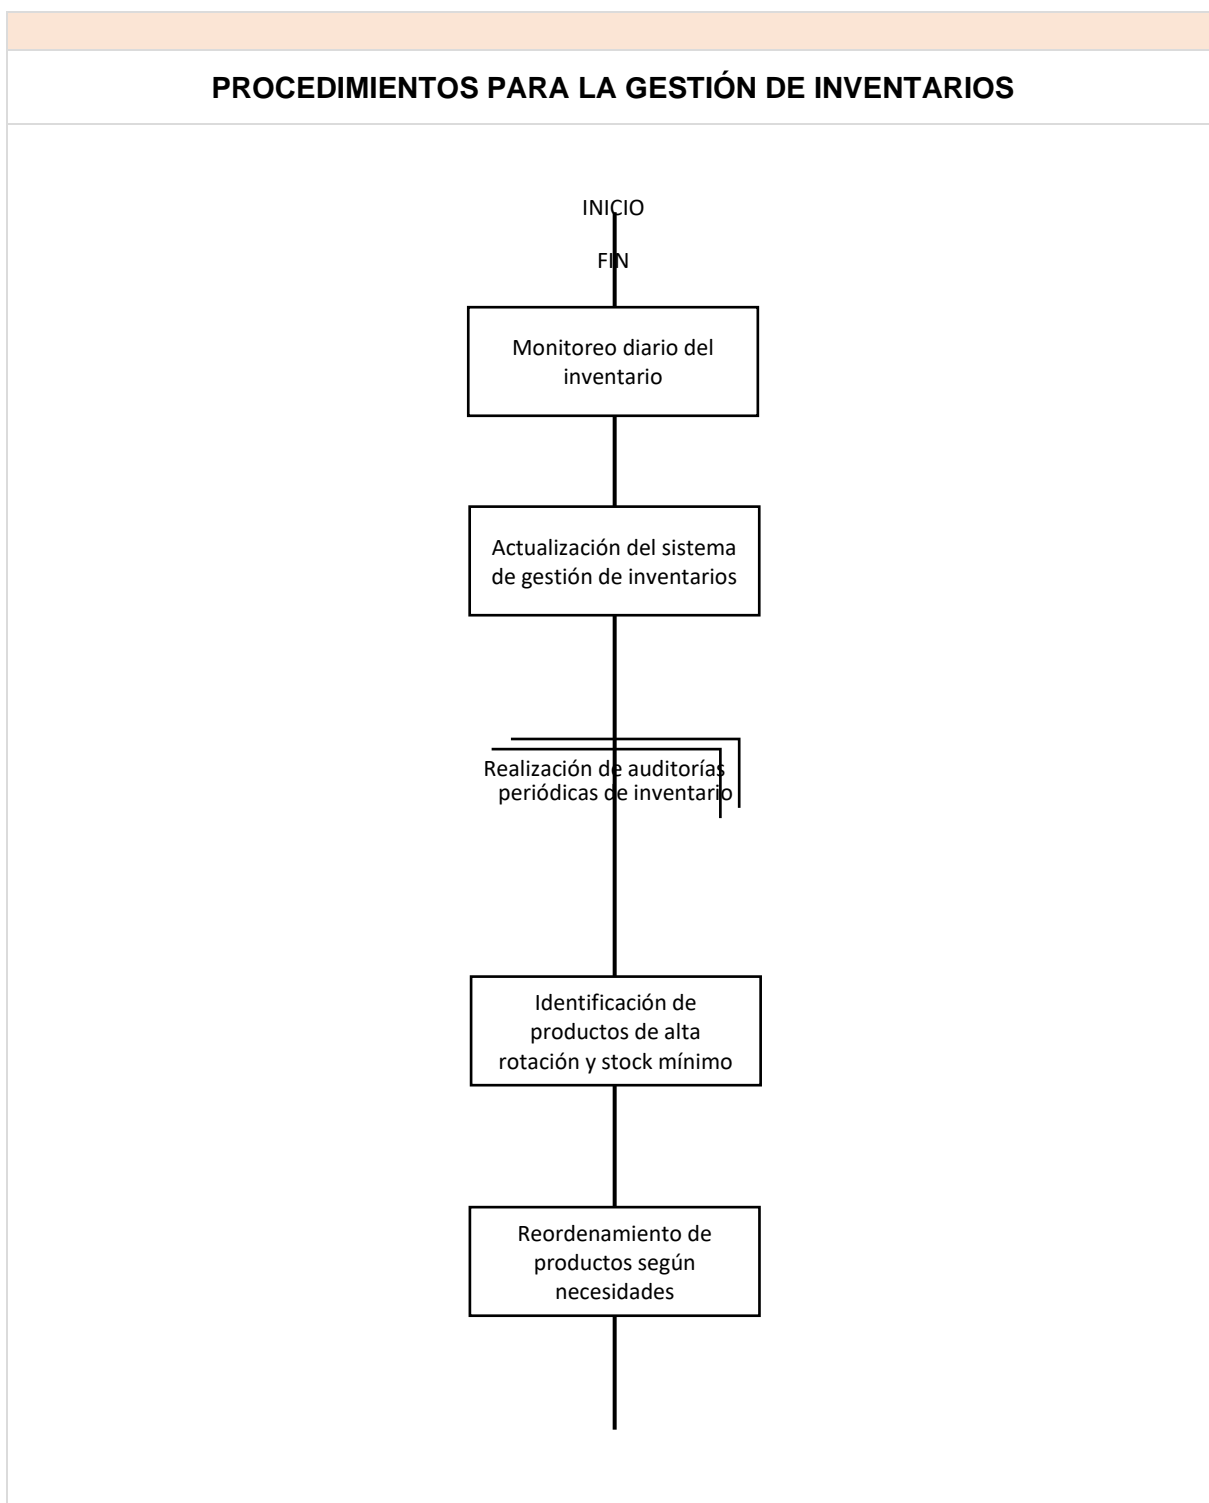 PROCEDIMIENTOS PARA LA GESTIÓN DE INVENTARIOS
INICIO
FIN
Monitoreo diario del
inventario
Actualización del sistema
de gestión de inventarios
Realización de auditorías
periódicas de inventario
Identificación de
productos de alta
rotación y stock mínimo
Reordenamiento de
productos según
necesidades